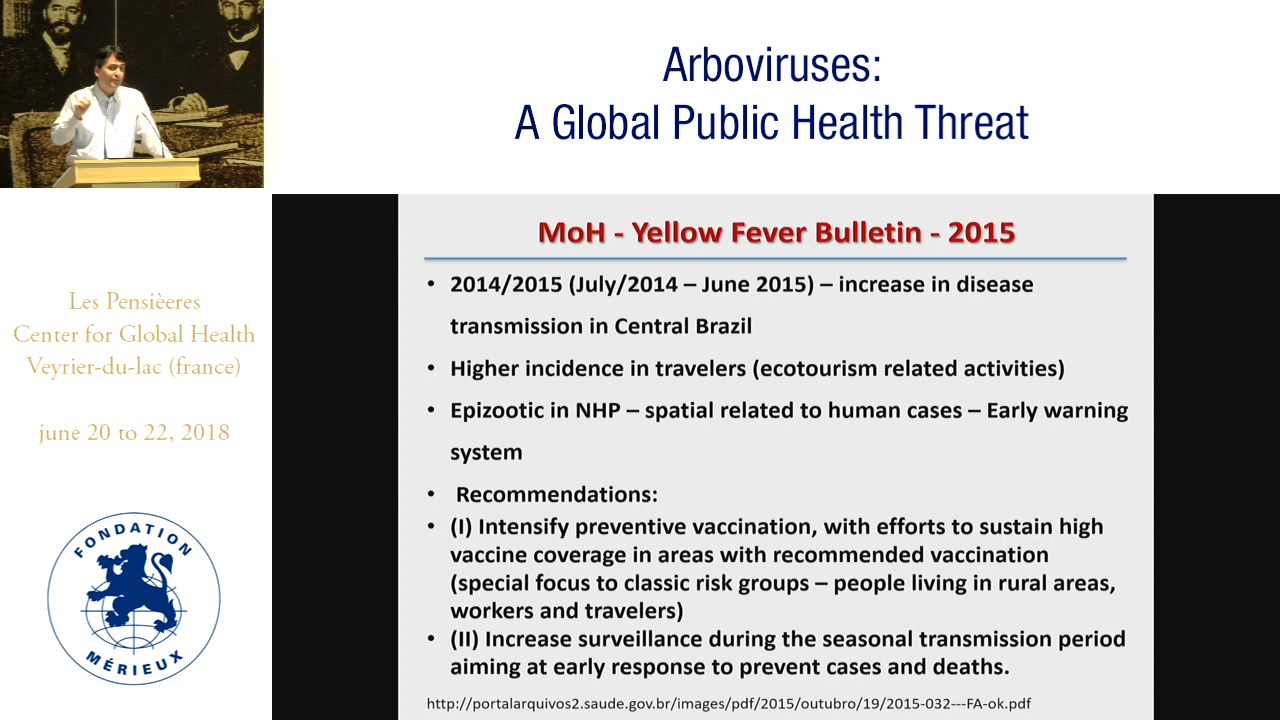 Arboviruses:
A Global Public Health Threat
Les Pensièeres
Center for Global Health
Veyrier-du-lac (france)
june 20 to 22, 2018
FONDATION
MÉRIEUX
MoH - Yellow Fever Bulletin - 2015
• 2014/2015 (July/2014 – June 2015) – increase in disease
transmission in Central Brazil
• Higher incidence in travelers (ecotourism related activities)
• Epizootic in NHP – spatial related to human cases – Early warning
system
• Recommendations:
• (I) Intensify preventive vaccination, with efforts to sustain high
vaccine coverage in areas with recommended vaccination
(special focus to classic risk groups – people living in rural areas,
workers and travelers)
• (II) Increase surveillance during the seasonal transmission period
aiming at early response to prevent cases and deaths.
http://portalarquivos2.saude.gov.br/images/pdf/2015/outubro/19/2015-032---FA-ok.pdf